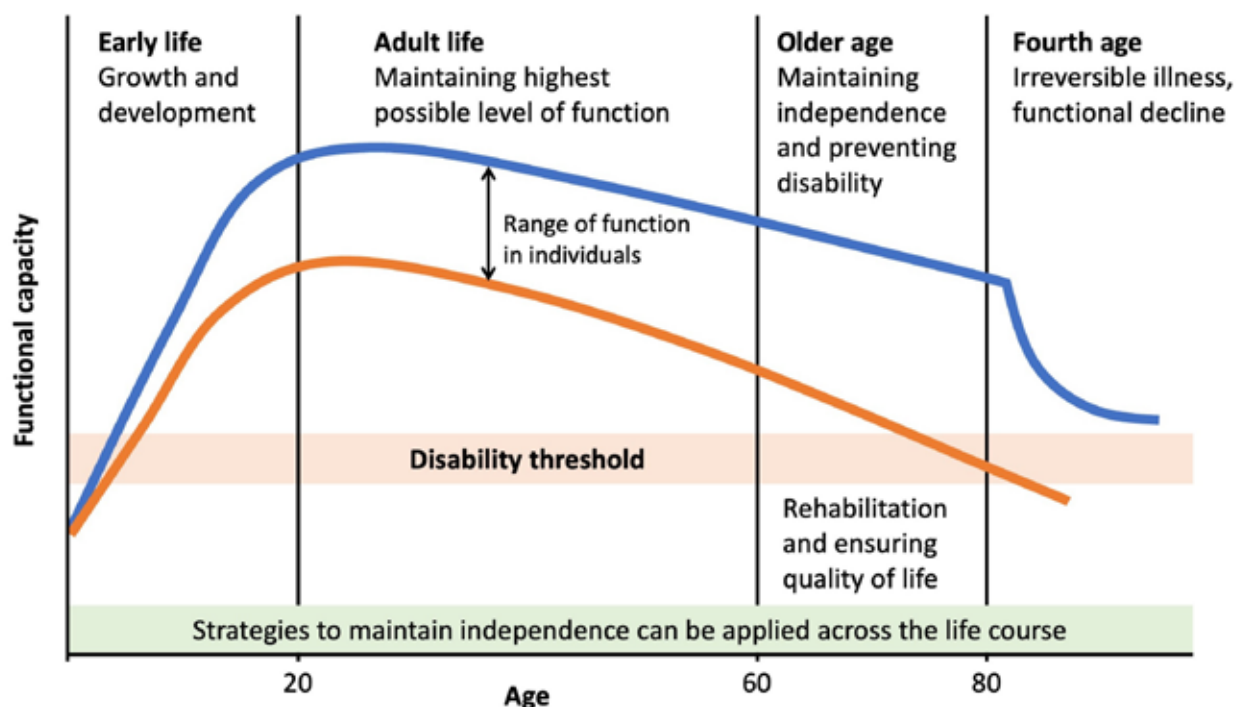 Early life
Growth and
development
Adult life
Maintaining highest
possible level of function
Older age
Maintaining
independence
and preventing
disability
Fourth age
Irreversible illness,
functional decline
Range of function
in individuals
Functional capacity
Disability threshold
Rehabilitation
and ensuring
quality of life
Strategies to maintain independence can be applied across the life course
20
60
80
Age